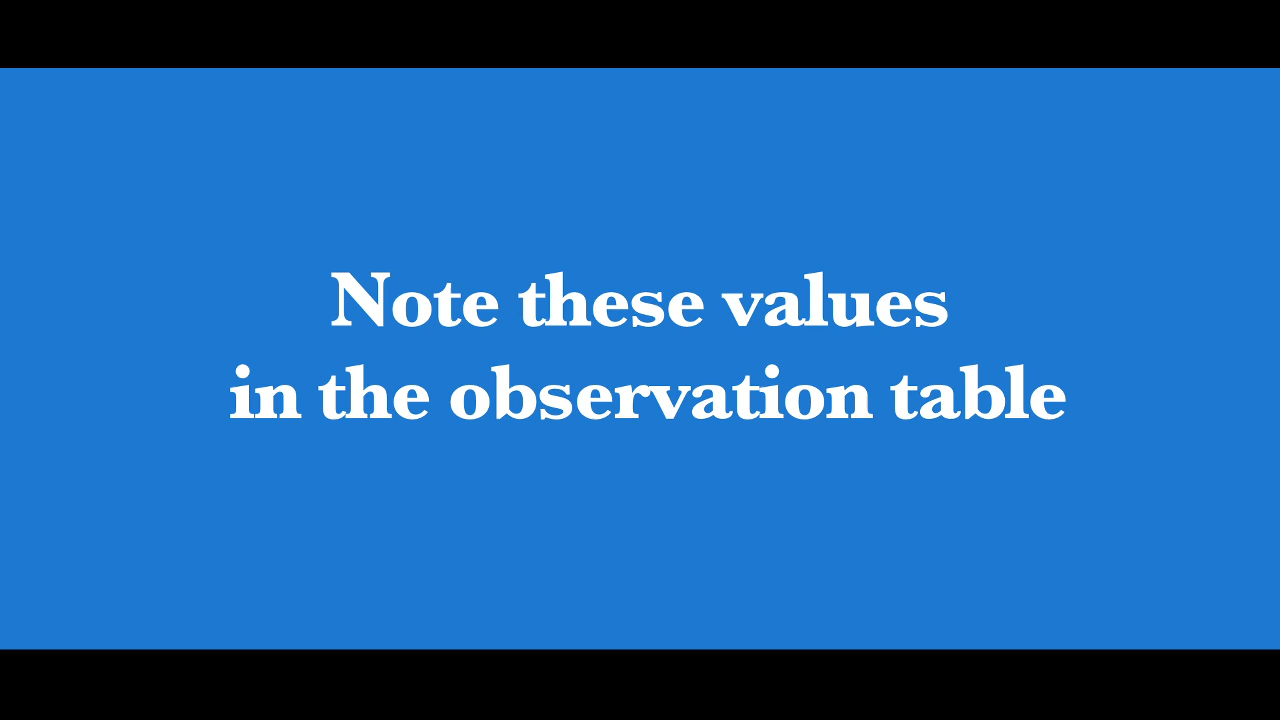 Note these values
in the observation table